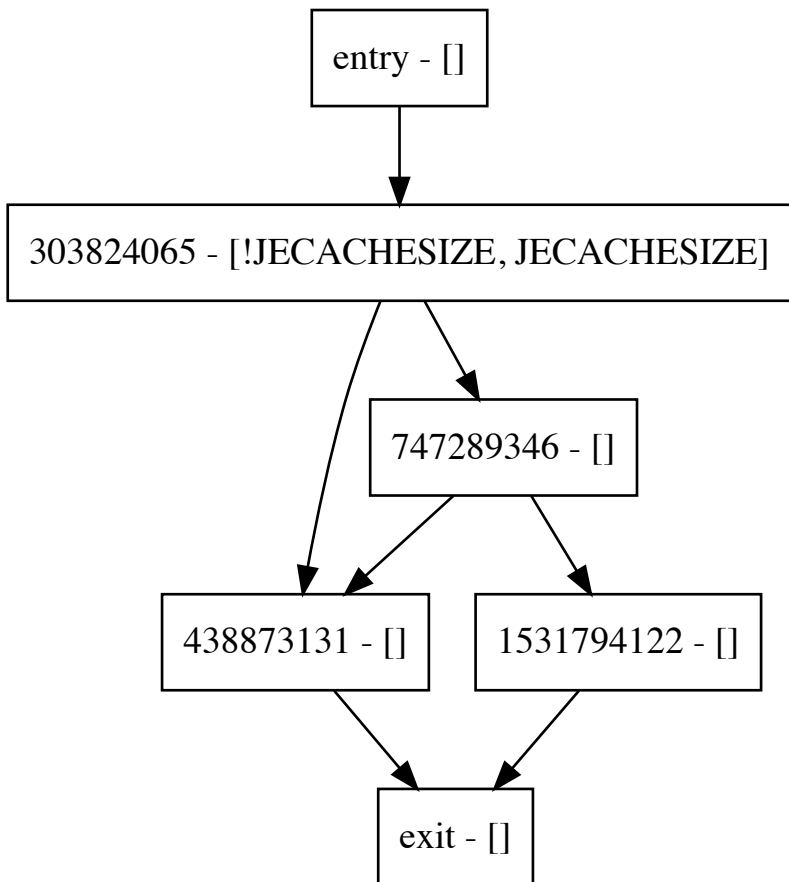 entry - []
303824065 - [!JECACHESIZE, JECACHESIZE]
747289346 - []
438873131 - []
1531794122 - []
exit - []